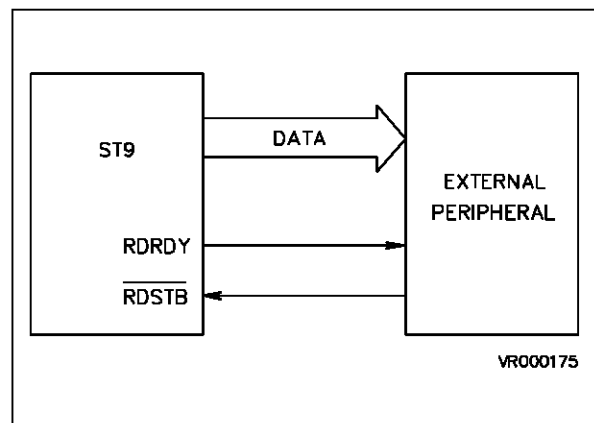 ST9
DATA
EXTERNAL
PERIPHERAL
RDRDY
RDSTB
VR000175